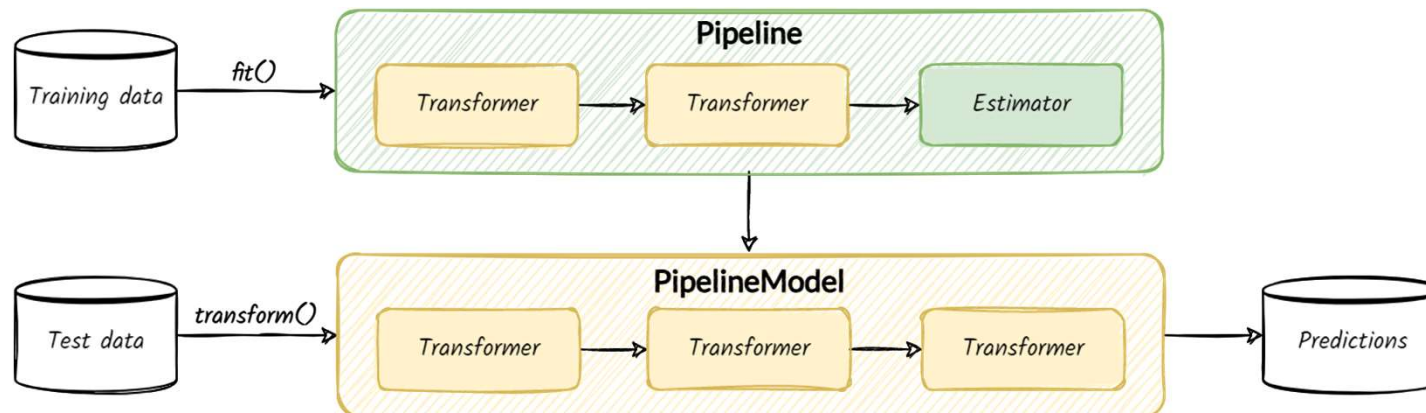 Pipeline
Training data
fit()
Transformer
Transformer
Estimator
PipelineModel
Test data
transform()
Transformer
Transformer
Transformer
Predictions